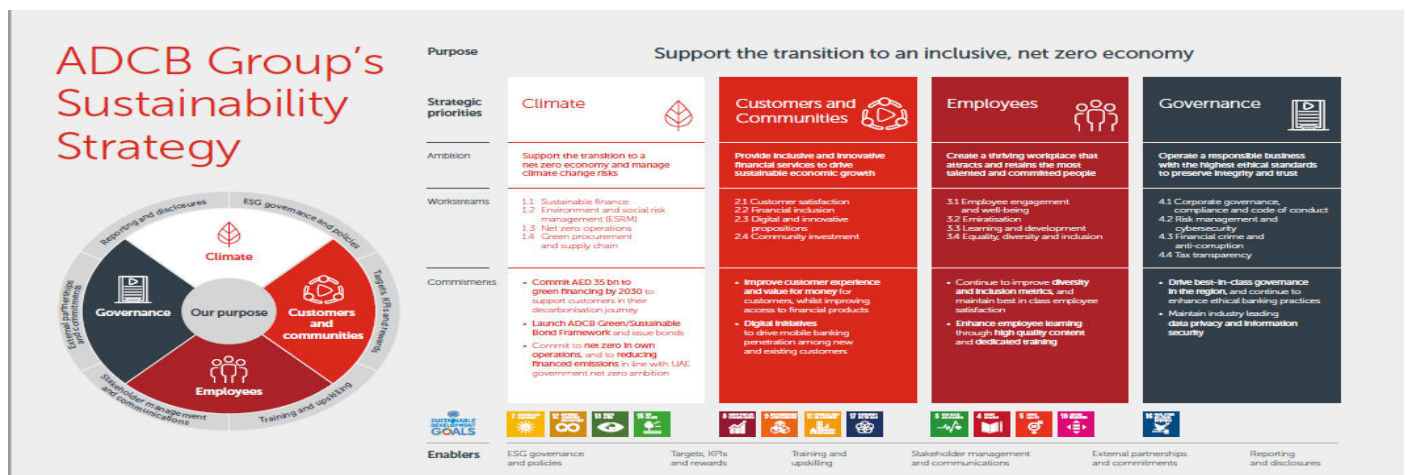 ADCB Group's
Sustainability
Strategy
Reporting and disclosures
ESG governance and policies
Targets, KPIs and rewards
Training and upskilling
Stakeholder management
and communications
External partnerships
and commitments
Climate
Governance
Our purpose
Customers
and
communities
Employees
Purpose
Support the transition to an inclusive, net zero economy
Strategic
priorities
Climate
Customers and
Communities
Employees
Governance
Ambition
Support the transition to a
net zero economy and manage
climate change risks
Provide inclusive and innovative
financial services to drive
sustainable economic growth
Create a thriving workplace that
attracts and retains the most
talented and committed people
Operate a responsible business
with the highest ethical standards
to preserve integrity and trust
Workstreams
1.1 Sustainable finance
1.2 Environment and social risk
management (ESRM)
1.3 Net zero operations
1.4 Green procurement
and supply chain
2.1 Customer satisfaction
2.2 Financial inclusion
2.3 Digital and innovative
propositions
2.4 Community investment
3.1 Employee engagement
and well-being
3.2 Emiratisation
3.3 Learning and development
3.4 Equality, diversity and inclusion
4.1 Corporate governance,
compliance and code of conduct
4.2 Risk management and
cybersecurity
4.3 Financial crime and
anti-corruption
4.4 Tax transparency
Commitments
• Commit AED 35 bn to
green financing by 2030 to
support customers in their
decarbonisation journey
• Launch ADCB Green/Sustainable
Bond Framework and issue bonds
• Commit to net zero in own
operations, and to reducing
financed emissions in line with UAE
government net zero ambition
• Improve customer experience
and value for money for
customers, whilst improving
access to financial products
• Digital initiatives
to drive mobile banking
penetration among new
and existing customers
• Continue to improve diversity
and inclusion metrics, and
maintain best in class employee
satisfaction
• Enhance employee learning
through high quality content
and dedicated training
• Drive best-in-class governance
in the region, and continue to
enhance ethical banking practices
• Maintain industry leading
data privacy and information
security
SUSTAINABLE
DEVELOPMENT
GOALS
7
12
13
15
8
9
11
17
3
4
5
10
16
Enablers
ESG governance
and policies
Targets, KPIs
and rewards
Training and
upskilling
Stakeholder management
and communications
External partnerships
and commitments
Reporting
and disclosures